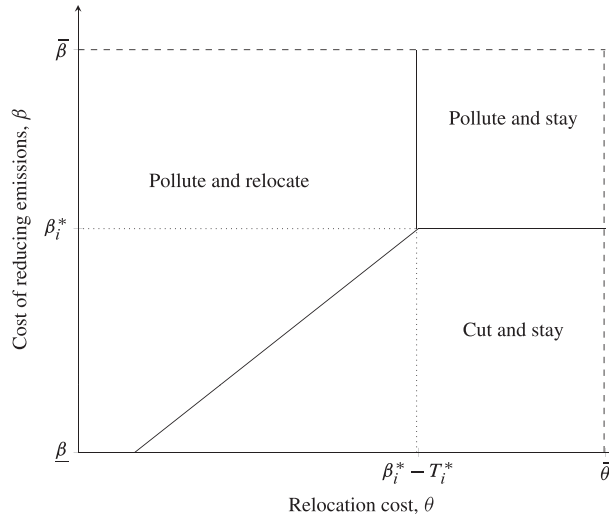 β̅
Pollute and stay
Pollute and relocate
Cost of reducing emissions, β
β_i^*
Cut and stay
β̲
β_i^* − T_i^*
θ̄
Relocation cost, θ